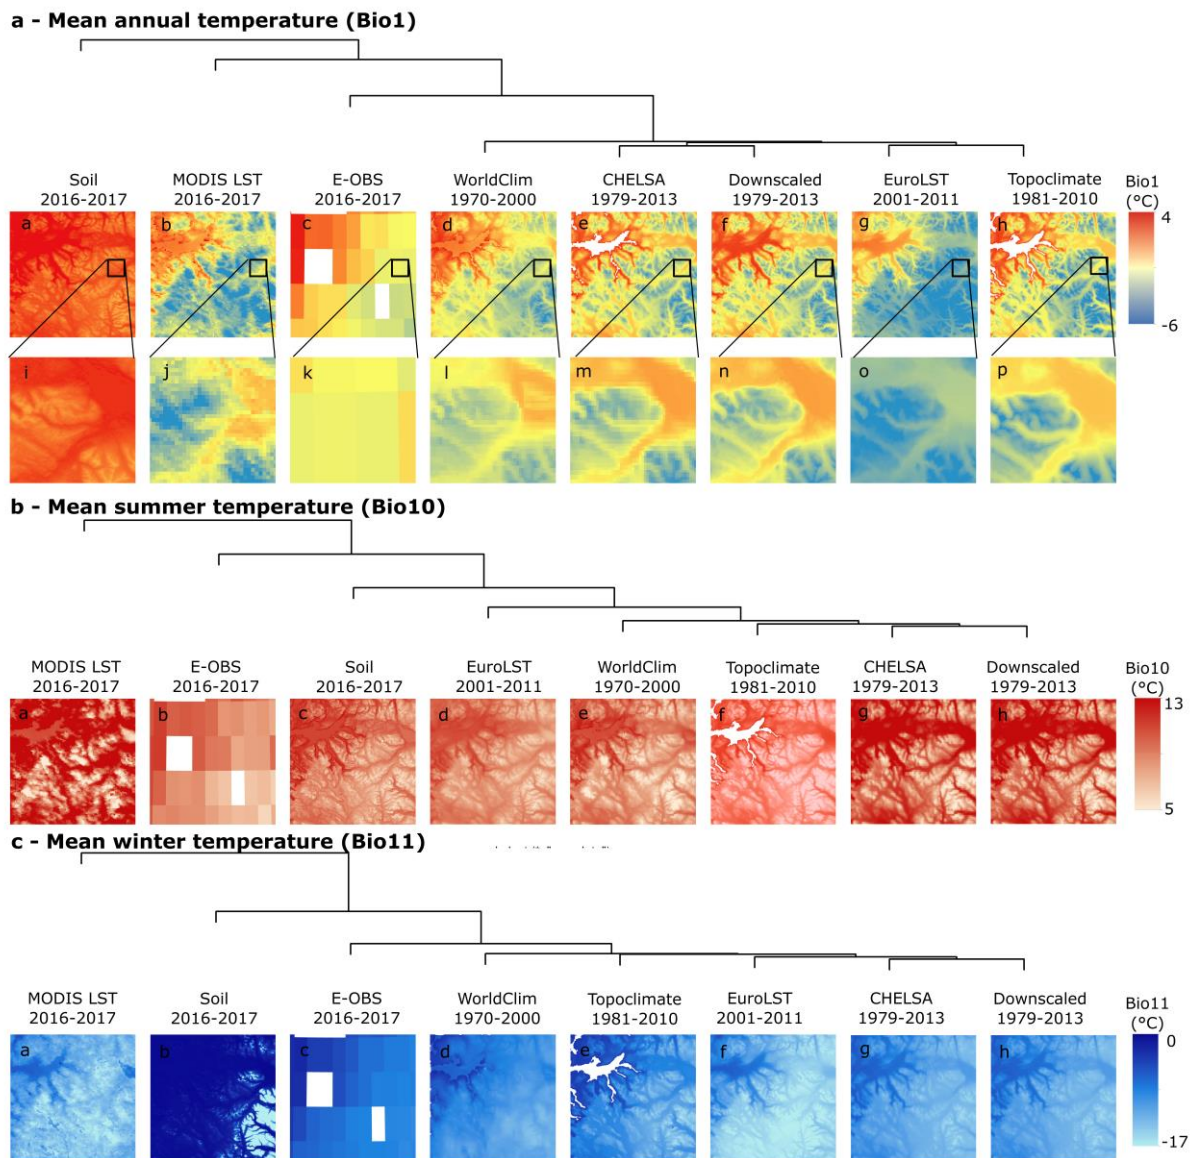 a - Mean annual temperature (Bio1)
Soil
2016-2017
MODIS LST
2016-2017
E-OBS
2016-2017
WorldClim
1970-2000
CHELSA
1979-2013
Downscaled
1979-2013
EuroLST
2001-2011
Topoclimate
1981-2010
Bio1
(°C)
a b c d e f g h
4
-6
i j k l m n o p
b - Mean summer temperature (Bio10)
MODIS LST
2016-2017
E-OBS
2016-2017
Soil
2016-2017
EuroLST
2001-2011
WorldClim
1970-2000
Topoclimate
1981-2010
CHELSA
1979-2013
Downscaled
1979-2013
Bio10
(°C)
a b c d e f g h
13
5
c - Mean winter temperature (Bio11)
MODIS LST
2016-2017
Soil
2016-2017
E-OBS
2016-2017
WorldClim
1970-2000
Topoclimate
1981-2010
EuroLST
2001-2011
CHELSA
1979-2013
Downscaled
1979-2013
Bio11
(°C)
a b c d e f g h
0
-17